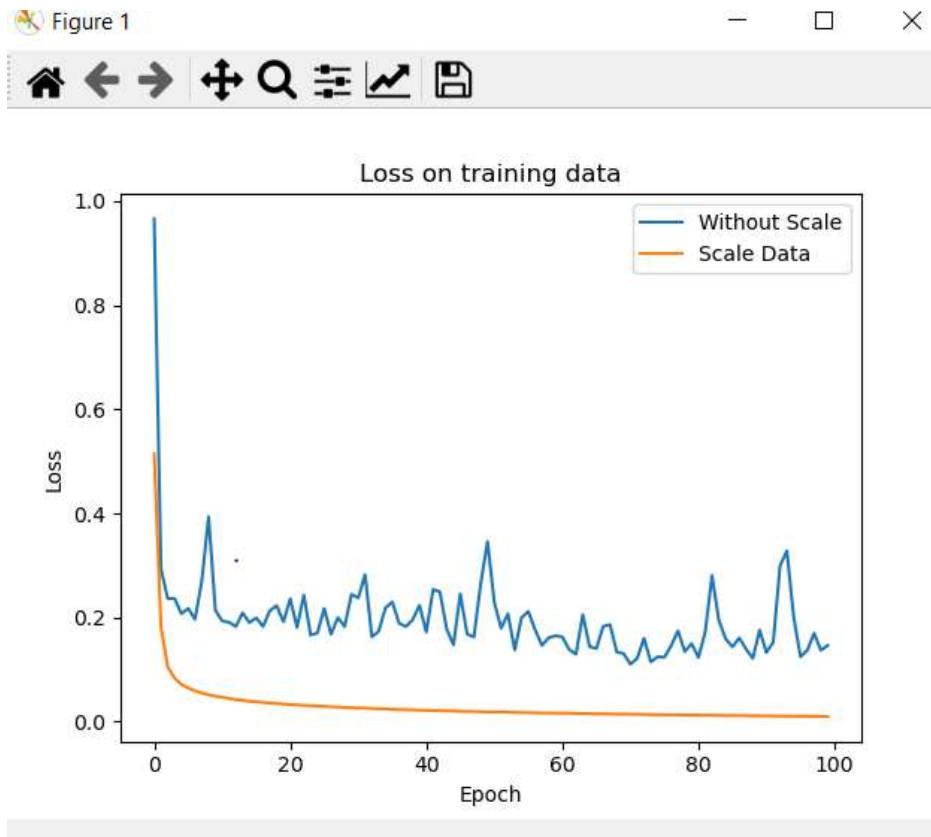 Figure 1
Loss on training data
Without Scale
Scale Data
1.0
0.8
0.6
0.4
0.2
0.0
Loss
0 20 40 60 80 100
Epoch